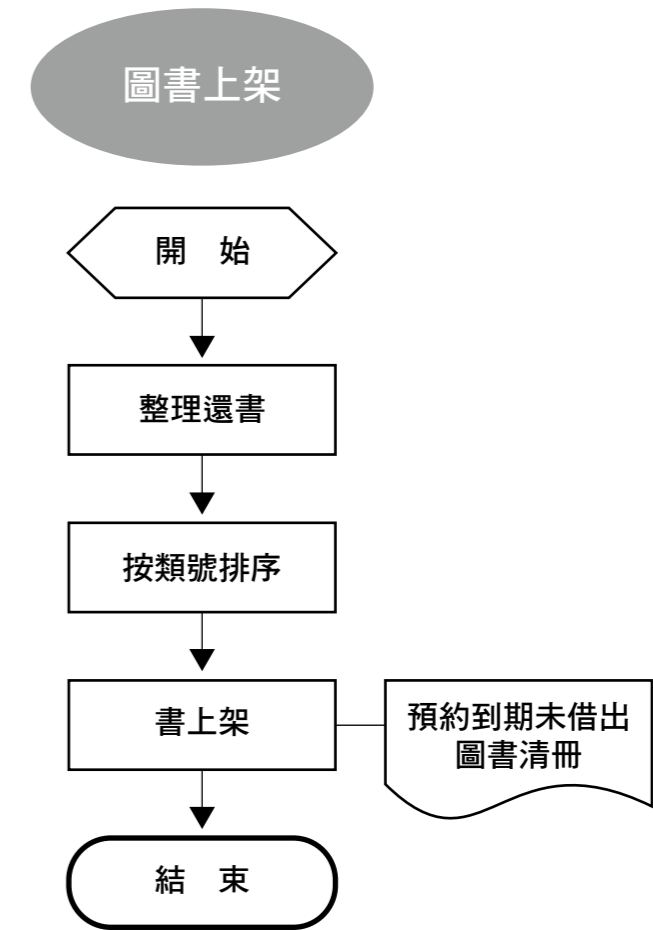 圖書上架
開　始
整理還書
按類號排序
書上架
預約到期未借出
圖書清冊
結　束